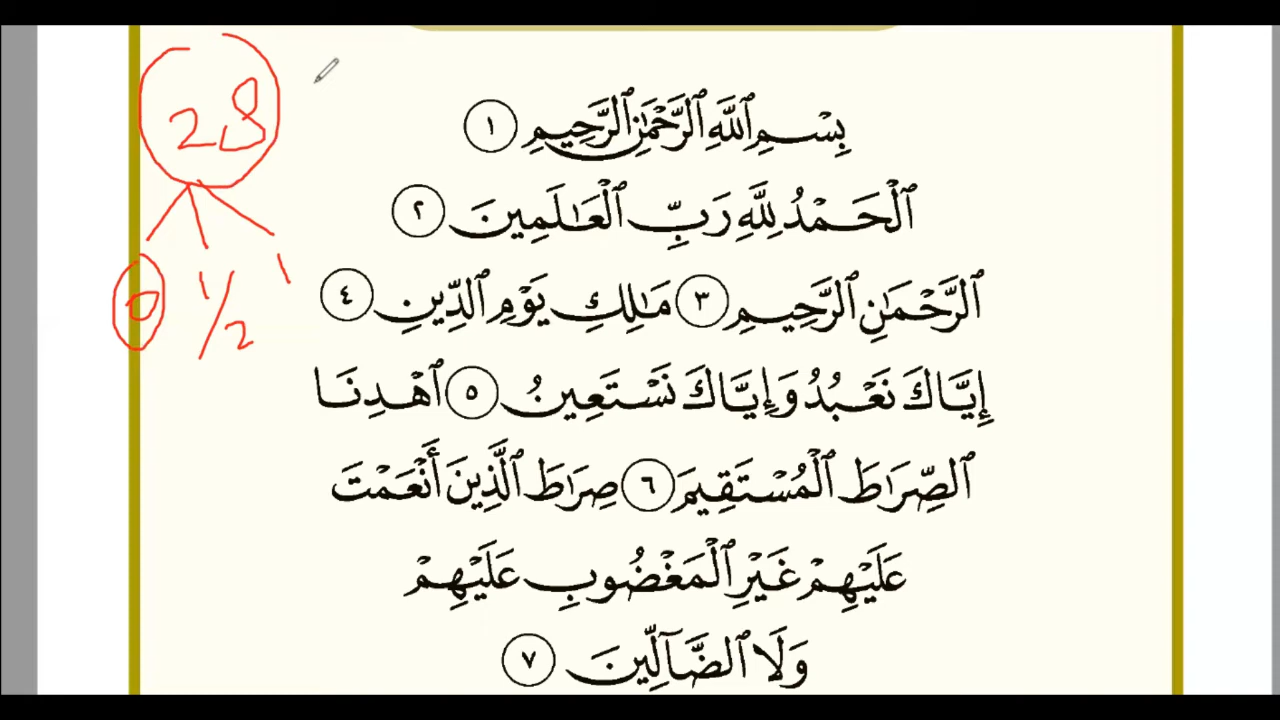 28
0 1/2 1
بِسْمِ ٱللَّهِ ٱلرَّحْمَٰنِ ٱلرَّحِيمِ ١
ٱلْحَمْدُ لِلَّهِ رَبِّ ٱلْعَٰلَمِينَ ٢
ٱلرَّحْمَٰنِ ٱلرَّحِيمِ ٣ مَٰلِكِ يَوْمِ ٱلدِّينِ ٤
إِيَّاكَ نَعْبُدُ وَإِيَّاكَ نَسْتَعِينُ ٥ ٱهْدِنَا
ٱلصِّرَٰطَ ٱلْمُسْتَقِيمَ ٦ صِرَٰطَ ٱلَّذِينَ أَنْعَمْتَ
عَلَيْهِمْ غَيْرِ ٱلْمَغْضُوبِ عَلَيْهِمْ
وَلَا ٱلضَّآلِّينَ ٧